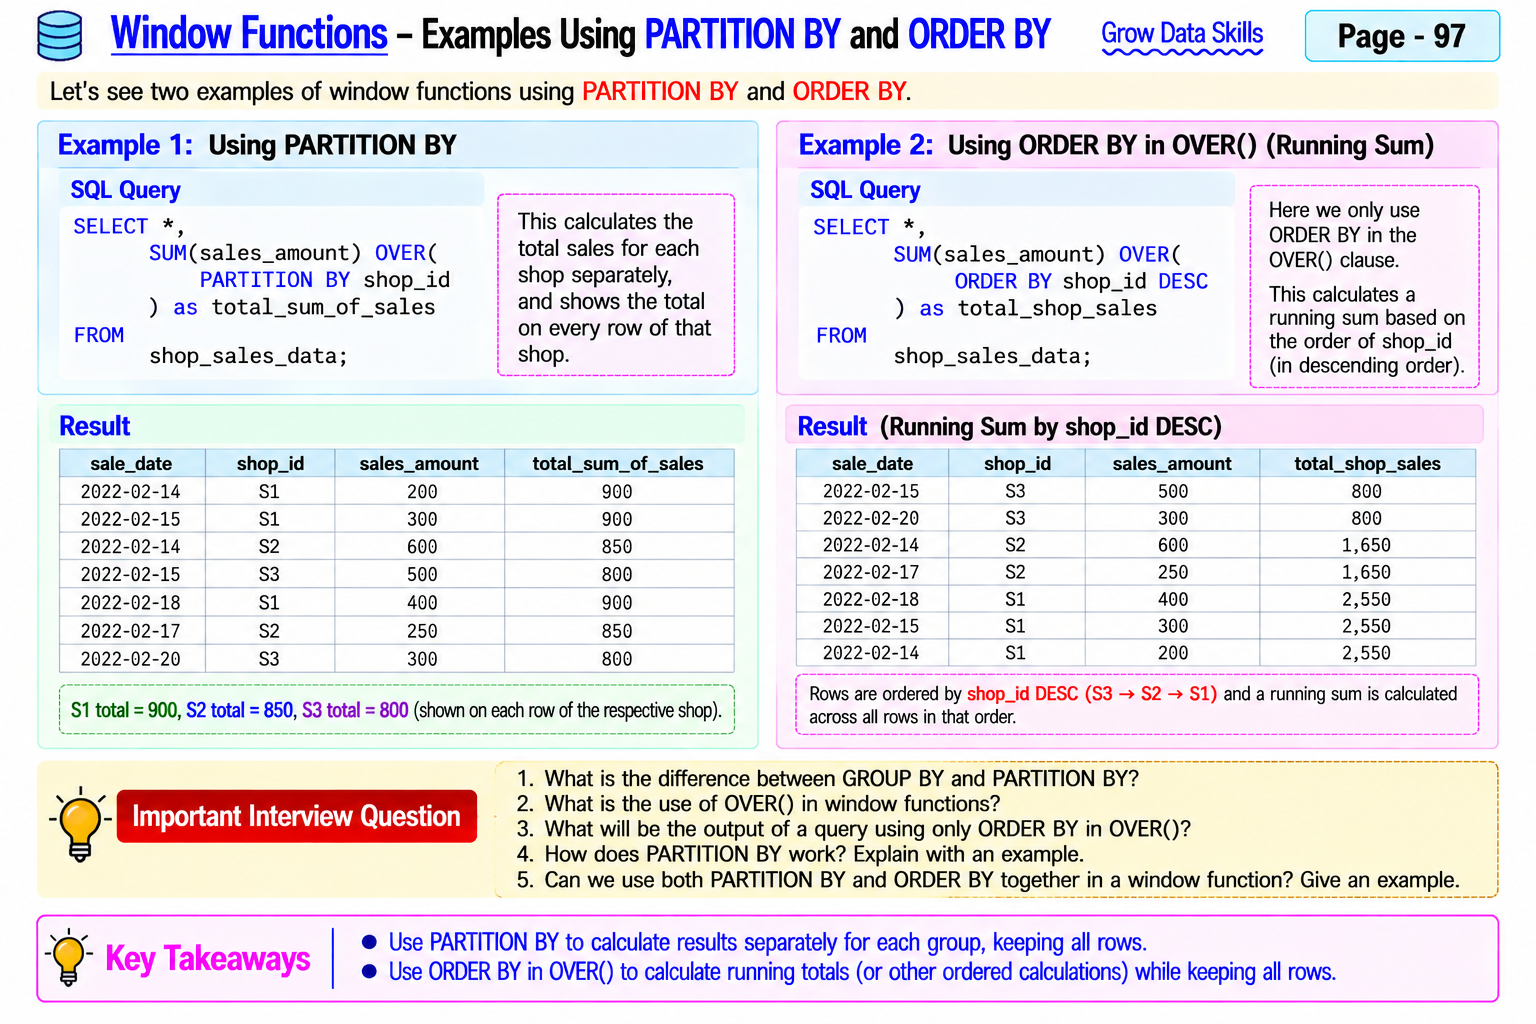 Window Functions – Examples Using PARTITION BY and ORDER BY
Grow Data Skills
Page - 97
Let's see two examples of window functions using PARTITION BY and ORDER BY.
Example 1: Using PARTITION BY
SQL Query
SELECT *,
SUM(sales_amount) OVER(
PARTITION BY shop_id
) as total_sum_of_sales
FROM
shop_sales_data;
This calculates the
total sales for each
shop separately,
and shows the total
on every row of that
shop.
Result
sale_date shop_id sales_amount total_sum_of_sales
2022-02-14 S1 200 900
2022-02-15 S1 300 900
2022-02-14 S2 600 850
2022-02-15 S3 500 800
2022-02-18 S1 400 900
2022-02-17 S2 250 850
2022-02-20 S3 300 800
S1 total = 900, S2 total = 850, S3 total = 800 (shown on each row of the respective shop).
Example 2: Using ORDER BY in OVER() (Running Sum)
SQL Query
SELECT *,
SUM(sales_amount) OVER(
ORDER BY shop_id DESC
) as total_shop_sales
FROM
shop_sales_data;
Here we only use
ORDER BY in the
OVER() clause.
This calculates a
running sum based on
the order of shop_id
(in descending order).
Result (Running Sum by shop_id DESC)
sale_date shop_id sales_amount total_shop_sales
2022-02-15 S3 500 800
2022-02-20 S3 300 800
2022-02-14 S2 600 1,650
2022-02-17 S2 250 1,650
2022-02-18 S1 400 2,550
2022-02-15 S1 300 2,550
2022-02-14 S1 200 2,550
Rows are ordered by shop_id DESC (S3 → S2 → S1) and a running sum is calculated
across all rows in that order.
Important Interview Question
1. What is the difference between GROUP BY and PARTITION BY?
2. What is the use of OVER() in window functions?
3. What will be the output of a query using only ORDER BY in OVER()?
4. How does PARTITION BY work? Explain with an example.
5. Can we use both PARTITION BY and ORDER BY together in a window function? Give an example.
Key Takeaways
● Use PARTITION BY to calculate results separately for each group, keeping all rows.
● Use ORDER BY in OVER() to calculate running totals (or other ordered calculations) while keeping all rows.